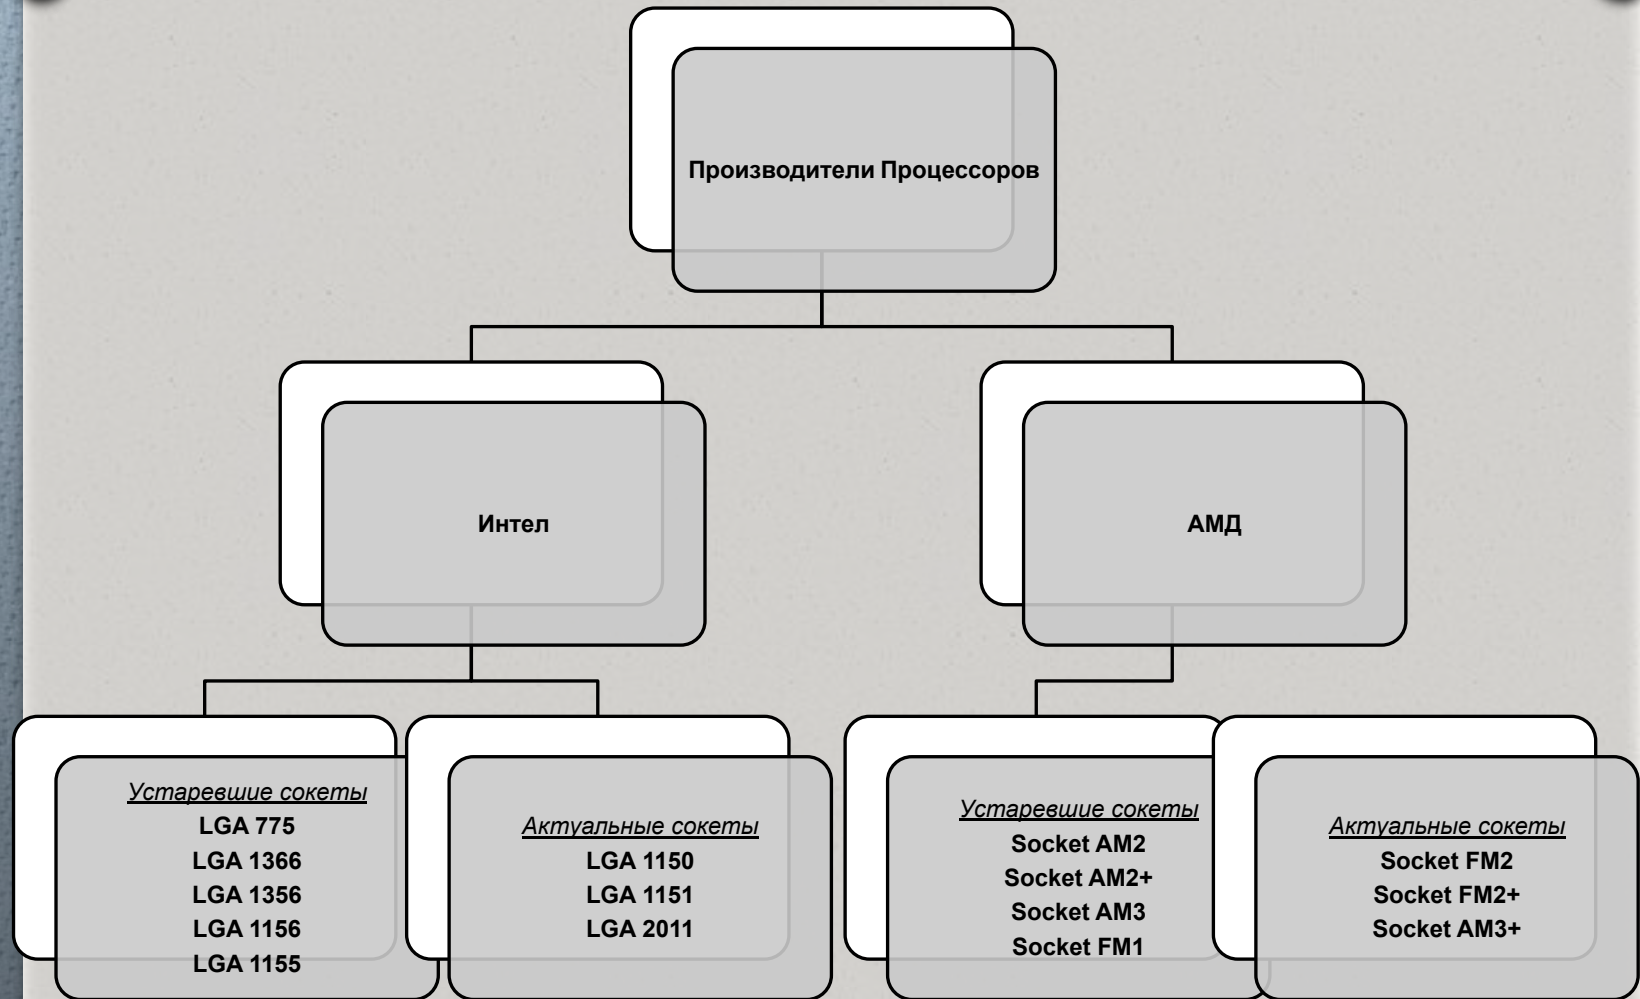 Производители Процессоров
Интел
АМД
Устаревшие сокеты
LGA 775
LGA 1366
LGA 1356
LGA 1156
LGA 1155
Актуальные сокеты
LGA 1150
LGA 1151
LGA 2011
Устаревшие сокеты
Socket AM2
Socket AM2+
Socket AM3
Socket FM1
Актуальные сокеты
Socket FM2
Socket FM2+
Socket AM3+